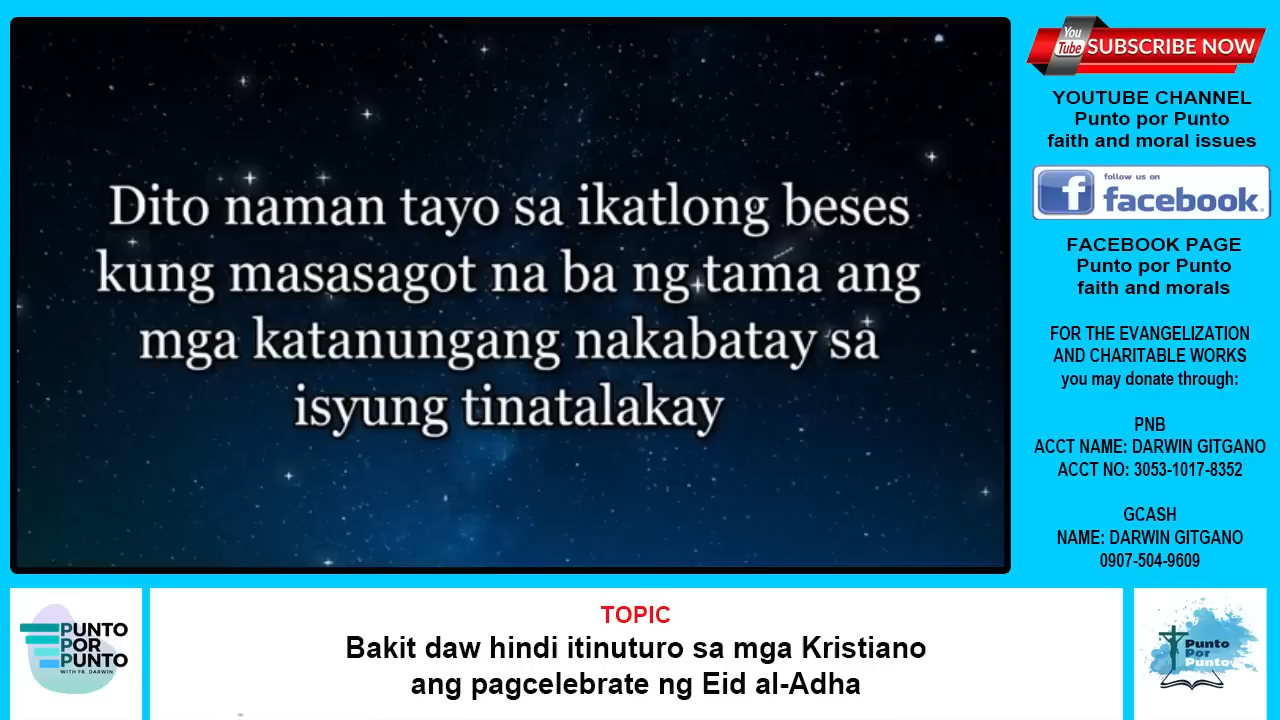 Dito naman tayo sa ikatlong beses
kung masasagot na ba ng tama ang
mga katanungang nakabatay sa
isyung tinatalakay
You
Tube
SUBSCRIBE NOW
YOUTUBE CHANNEL
Punto por Punto
faith and moral issues
follow us on
f facebook.
FACEBOOK PAGE
Punto por Punto
faith and morals
FOR THE EVANGELIZATION
AND CHARITABLE WORKS
you may donate through:
PNB
ACCT NAME: DARWIN GITGANO
ACCT NO: 3053-1017-8352
GCASH
NAME: DARWIN GITGANO
0907-504-9609
PUNTO
POR
PUNTO
WITH FR. DARWIN
TOPIC
Bakit daw hindi itinuturo sa mga Kristiano
ang pagcelebrate ng Eid al-Adha
Punto
Por
Punto